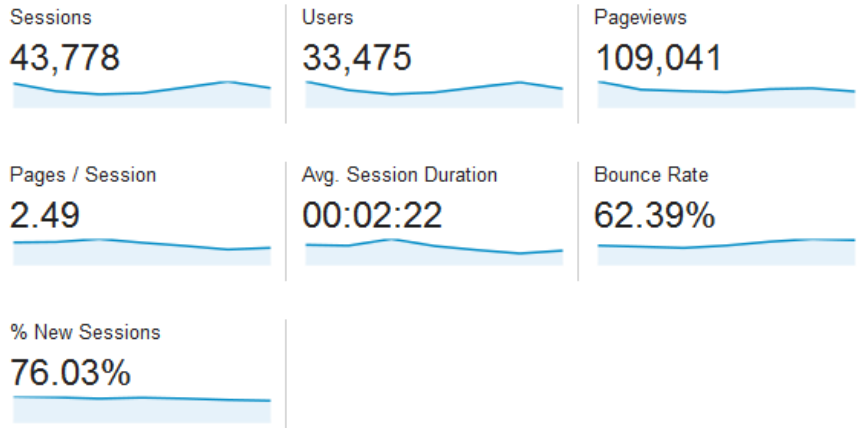 Sessions
43,778
Users
33,475
Pageviews
109,041
Pages / Session
2.49
Avg. Session Duration
00:02:22
Bounce Rate
62.39%
% New Sessions
76.03%